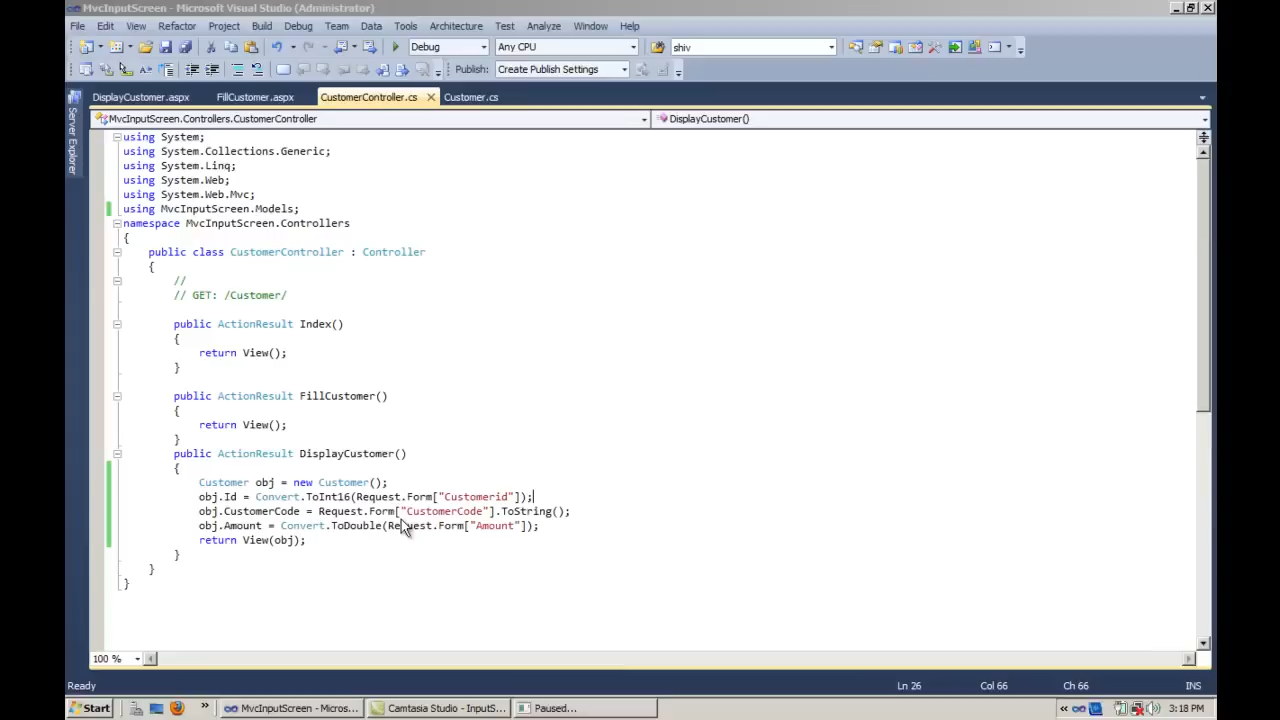 MvcInputScreen - Microsoft Visual Studio (Administrator)
File Edit View Refactor Project Build Debug Team Data Tools Architecture Test Analyze Window Help
Debug Any CPU shiv
Publish: Create Publish Settings
DisplayCustomer.aspx FillCustomer.aspx CustomerController.cs Customer.cs
Server Explorer
MvcInputScreen.Controllers.CustomerController DisplayCustomer()
using System;
using System.Collections.Generic;
using System.Linq;
using System.Web;
using System.Web.Mvc;
using MvcInputScreen.Models;
namespace MvcInputScreen.Controllers
{
public class CustomerController : Controller
{
//
// GET: /Customer/
public ActionResult Index()
{
return View();
}
public ActionResult FillCustomer()
{
return View();
}
public ActionResult DisplayCustomer()
{
Customer obj = new Customer();
obj.Id = Convert.ToInt16(Request.Form["Customerid"]);
obj.CustomerCode = Request.Form["CustomerCode"].ToString();
obj.Amount = Convert.ToDouble(Request.Form["Amount"]);
return View(obj);
}
}
}
100 %
Ready Ln 26 Col 66 Ch 66 INS
Start » MvcInputScreen - Micros... Camtasia Studio - InputS... Paused... « 3:18 PM